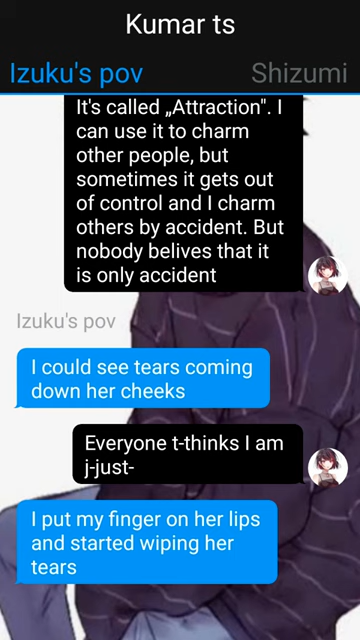 Kumar ts
Izuku's pov Shizumi
It's called „Attraction". I
can use it to charm
other people, but
sometimes it gets out
of control and I charm
others by accident. But
nobody belives that it
is only accident
Izuku's pov
I could see tears coming
down her cheeks
Everyone t-thinks I am
j-just-
I put my finger on her lips
and started wiping her
tears